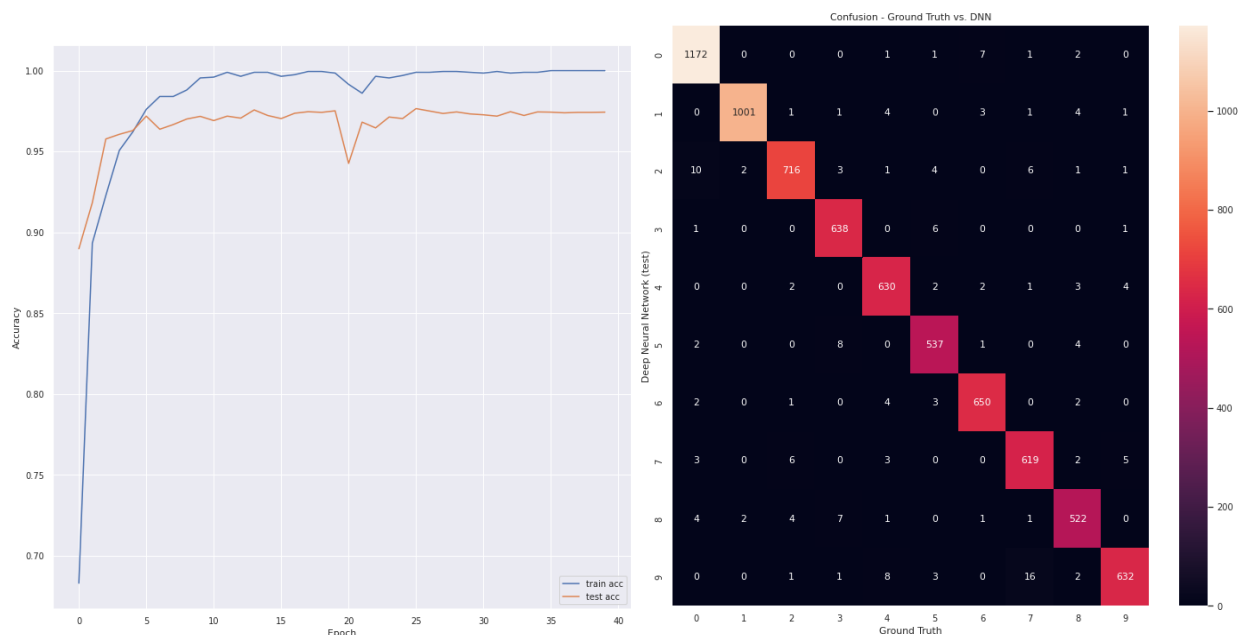 1.00
0.95
0.90
0.85
0.80
0.75
0.70
Accuracy
0 5 10 15 20 25 30 35 40
Epoch
train acc
test acc
Confusion - Ground Truth vs. DNN
Deep Neural Network (test)
0 1172 0 0 0 1 1 7 1 2 0
1 0 1001 1 1 4 0 3 1 4 1
2 10 2 716 3 1 4 0 6 1 1
3 1 0 0 638 0 6 0 0 0 1
4 0 0 2 0 630 2 2 1 3 4
5 2 0 0 8 0 537 1 0 4 0
6 2 0 1 0 4 3 650 0 2 0
7 3 0 6 0 3 0 0 619 2 5
8 4 2 4 7 1 0 1 1 522 0
9 0 0 1 1 8 3 0 16 2 632
0 1 2 3 4 5 6 7 8 9
Ground Truth
1000
800
600
400
200
0